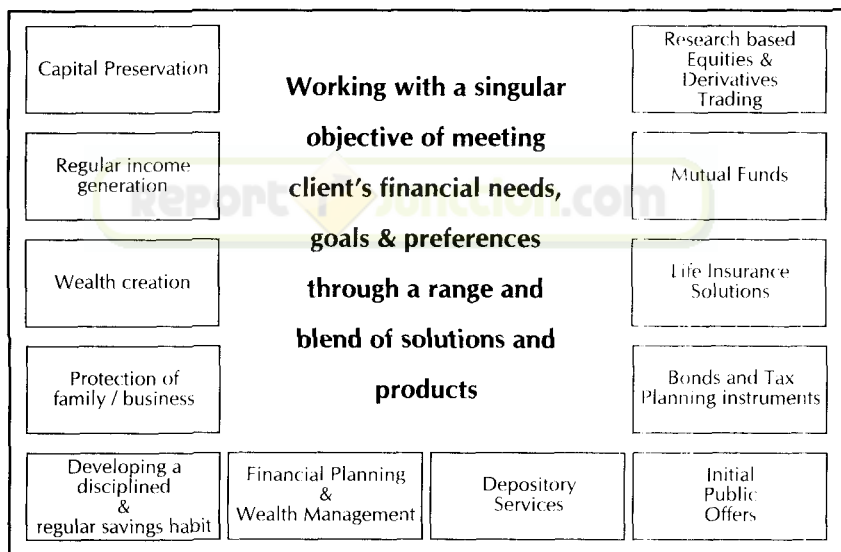 Capital Preservation
Regular income
generation
Wealth creation
Protection of
family / business
Developing a
disciplined
&
regular savings habit
Financial Planning
&
Wealth Management
Depository
Services
Initial
Public
Offers
Working with a singular
objective of meeting
client's financial needs,
goals & preferences
through a range and
blend of solutions and
products
Research based
Equities &
Derivatives
Trading
Mutual Funds
Life Insurance
Solutions
Bonds and Tax
Planning instruments
Report Junction.com